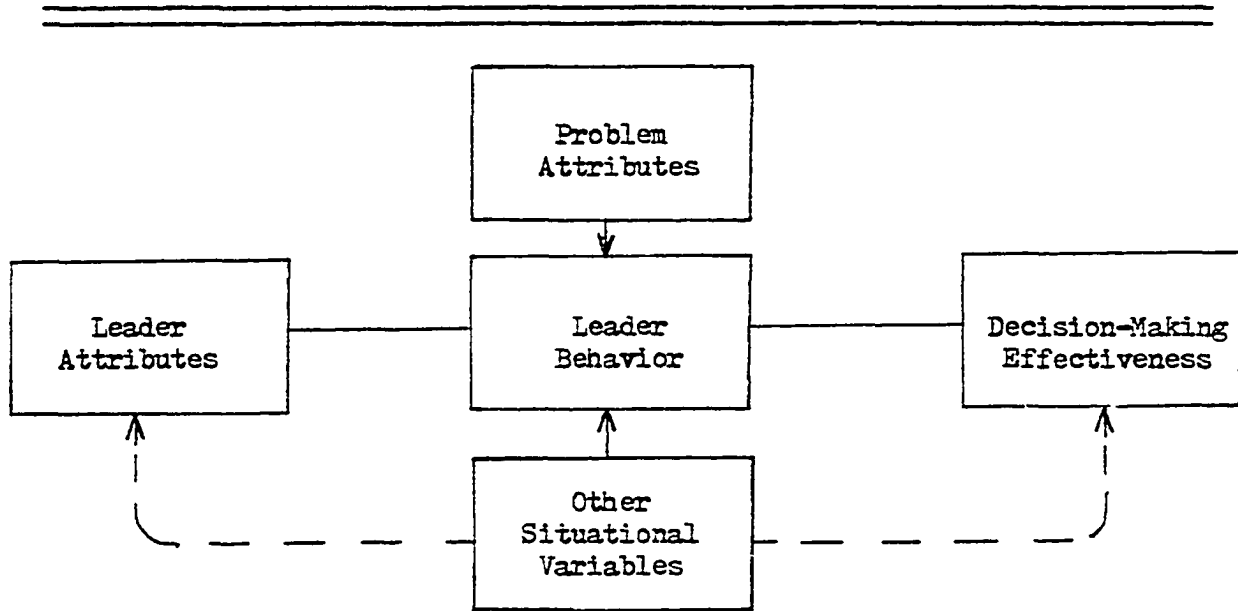 Problem
Attributes
Leader
Attributes
Leader
Behavior
Decision-Making
Effectiveness
Other
Situational
Variables